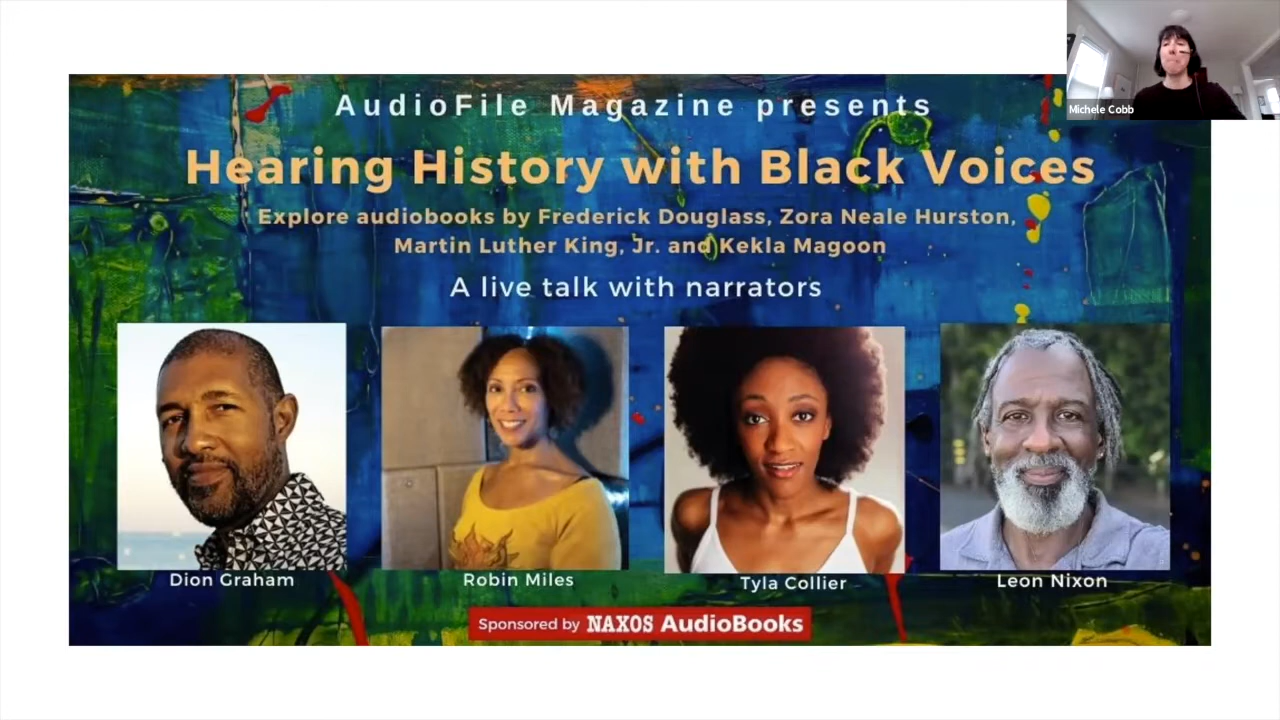 AudioFile Magazine presents
Hearing History with Black Voices
Explore audiobooks by Frederick Douglass, Zora Neale Hurston,
Martin Luther King, Jr. and Kekla Magoon
A live talk with narrators
Dion Graham
Robin Miles
Tyla Collier
Leon Nixon
Sponsored by NAXOS AudioBooks
Michele Cobb